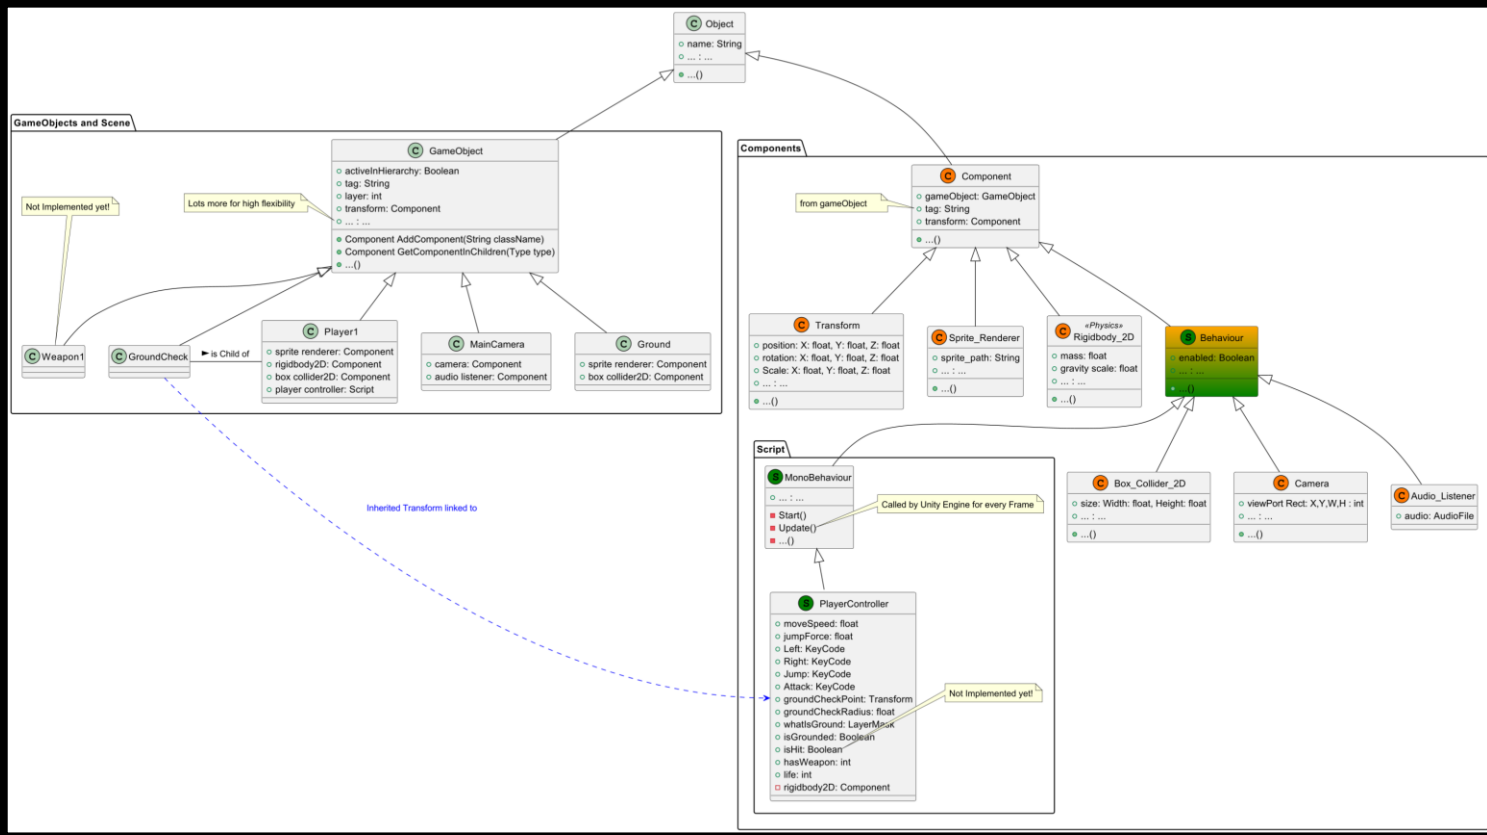 C Object
name: String
... : ...
...()
GameObjects and Scene
C GameObject
activeInHierarchy: Boolean
tag: String
layer: int
transform: Component
... : ...
Component AddComponent(String className)
Component GetComponentInChildren(Type type)
...()
Not Implemented yet!
Lots more for high flexibility
C Weapon1
C GroundCheck
is Child of
C Player1
sprite renderer: Component
rigidbody2D: Component
box collider2D: Component
player controller: Script
C MainCamera
camera: Component
audio listener: Component
C Ground
sprite renderer: Component
box collider2D: Component
Inherited Transform linked to
Components
C Component
gameObject: GameObject
tag: String
transform: Component
...()
from gameObject
C Transform
position: X: float, Y: float, Z: float
rotation: X: float, Y: float, Z: float
Scale: X: float, Y: float, Z: float
... : ...
...()
C Sprite_Renderer
sprite_path: String
... : ...
...()
«Physics»
C Rigidbody_2D
mass: float
gravity scale: float
... : ...
...()
S Behaviour
enabled: Boolean
... : ...
...()
Script
S MonoBehaviour
... : ...
Start()
Update()
...()
Called by Unity Engine for every Frame
C Box_Collider_2D
size: Width: float, Height: float
... : ...
...()
C Camera
viewPort Rect: X,Y,W,H : int
... : ...
...()
C Audio_Listener
audio: AudioFile
S PlayerController
moveSpeed: float
jumpForce: float
Left: KeyCode
Right: KeyCode
Jump: KeyCode
Attack: KeyCode
groundCheckPoint: Transform
groundCheckRadius: float
whatIsGround: LayerMask
isGrounded: Boolean
isHit: Boolean
hasWeapon: int
life: int
rigidbody2D: Component
Not Implemented yet!